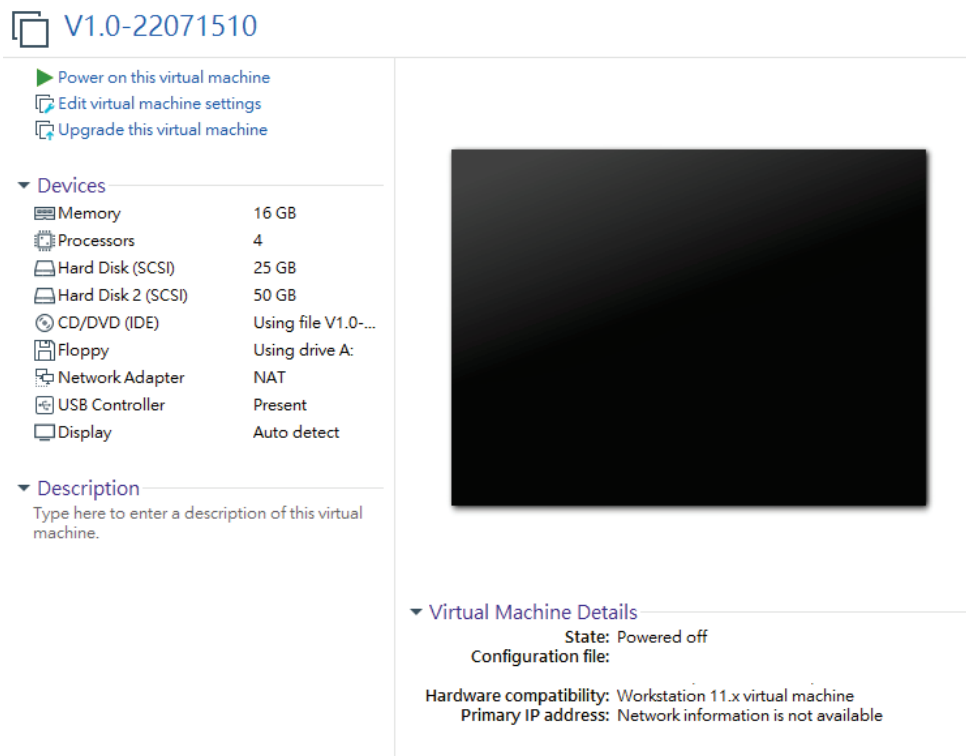 V1.0-22071510
Power on this virtual machine
Edit virtual machine settings
Upgrade this virtual machine
Devices
Memory 16 GB
Processors 4
Hard Disk (SCSI) 25 GB
Hard Disk 2 (SCSI) 50 GB
CD/DVD (IDE) Using file V1.0-...
Floppy Using drive A:
Network Adapter NAT
USB Controller Present
Display Auto detect
Description
Type here to enter a description of this virtual
machine.
Virtual Machine Details
State: Powered off
Configuration file:
Hardware compatibility: Workstation 11.x virtual machine
Primary IP address: Network information is not available